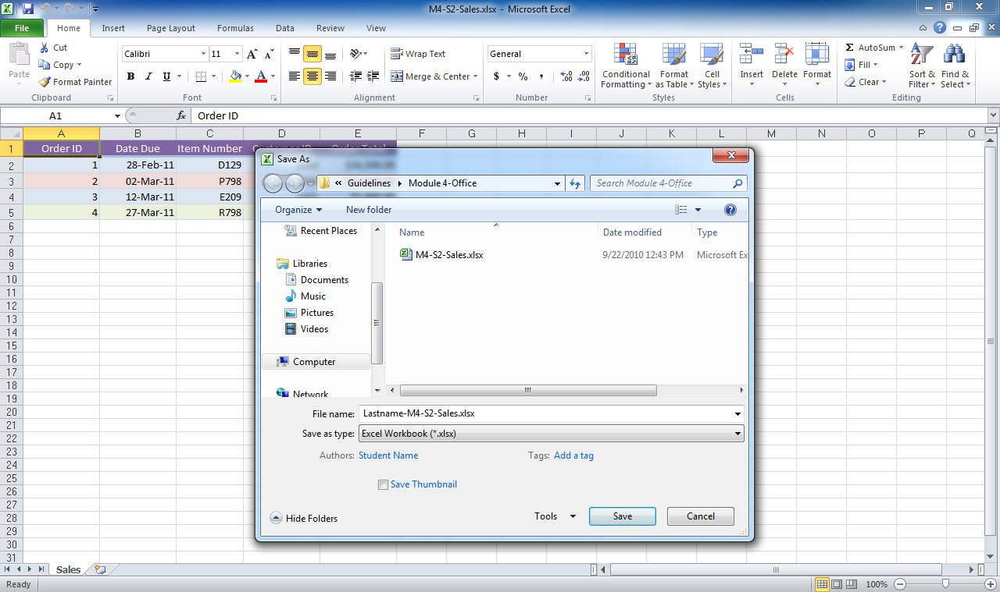 M4-S2-Sales.xlsx - Microsoft Excel
File Home Insert Page Layout Formulas Data Review View
Paste
Cut
Copy
Format Painter
Clipboard
Calibri 11
B I U
Font
Wrap Text
Merge & Center
Alignment
General
$ % ,
Number
Conditional Formatting
Format as Table
Cell Styles
Styles
Insert Delete Format
Cells
AutoSum
Fill
Clear
Sort & Filter
Find & Select
Editing
A1 fx Order ID
A B C D E F G H I J K L M N O P Q
1 Order ID Date Due Item Number Customer ID Order Total
2 1 28-Feb-11 D129
3 2 02-Mar-11 P798
4 3 12-Mar-11 E209
5 4 27-Mar-11 R798
6
7
8
9
10
11
12
13
14
15
16
17
18
19
20
21
22
23
24
25
26
27
28
29
30
31
Save As
« Guidelines Module 4-Office
Search Module 4-Office
Organize New folder
Recent Places
Libraries
Documents
Music
Pictures
Videos
Computer
Network
Name Date modified Type
M4-S2-Sales.xlsx 9/22/2010 12:43 PM Microsoft Ex
File name: Lastname-M4-S2-Sales.xlsx
Save as type: Excel Workbook (*.xlsx)
Authors: Student Name Tags: Add a tag
Save Thumbnail
Hide Folders Tools Save Cancel
Sales
Ready 100%